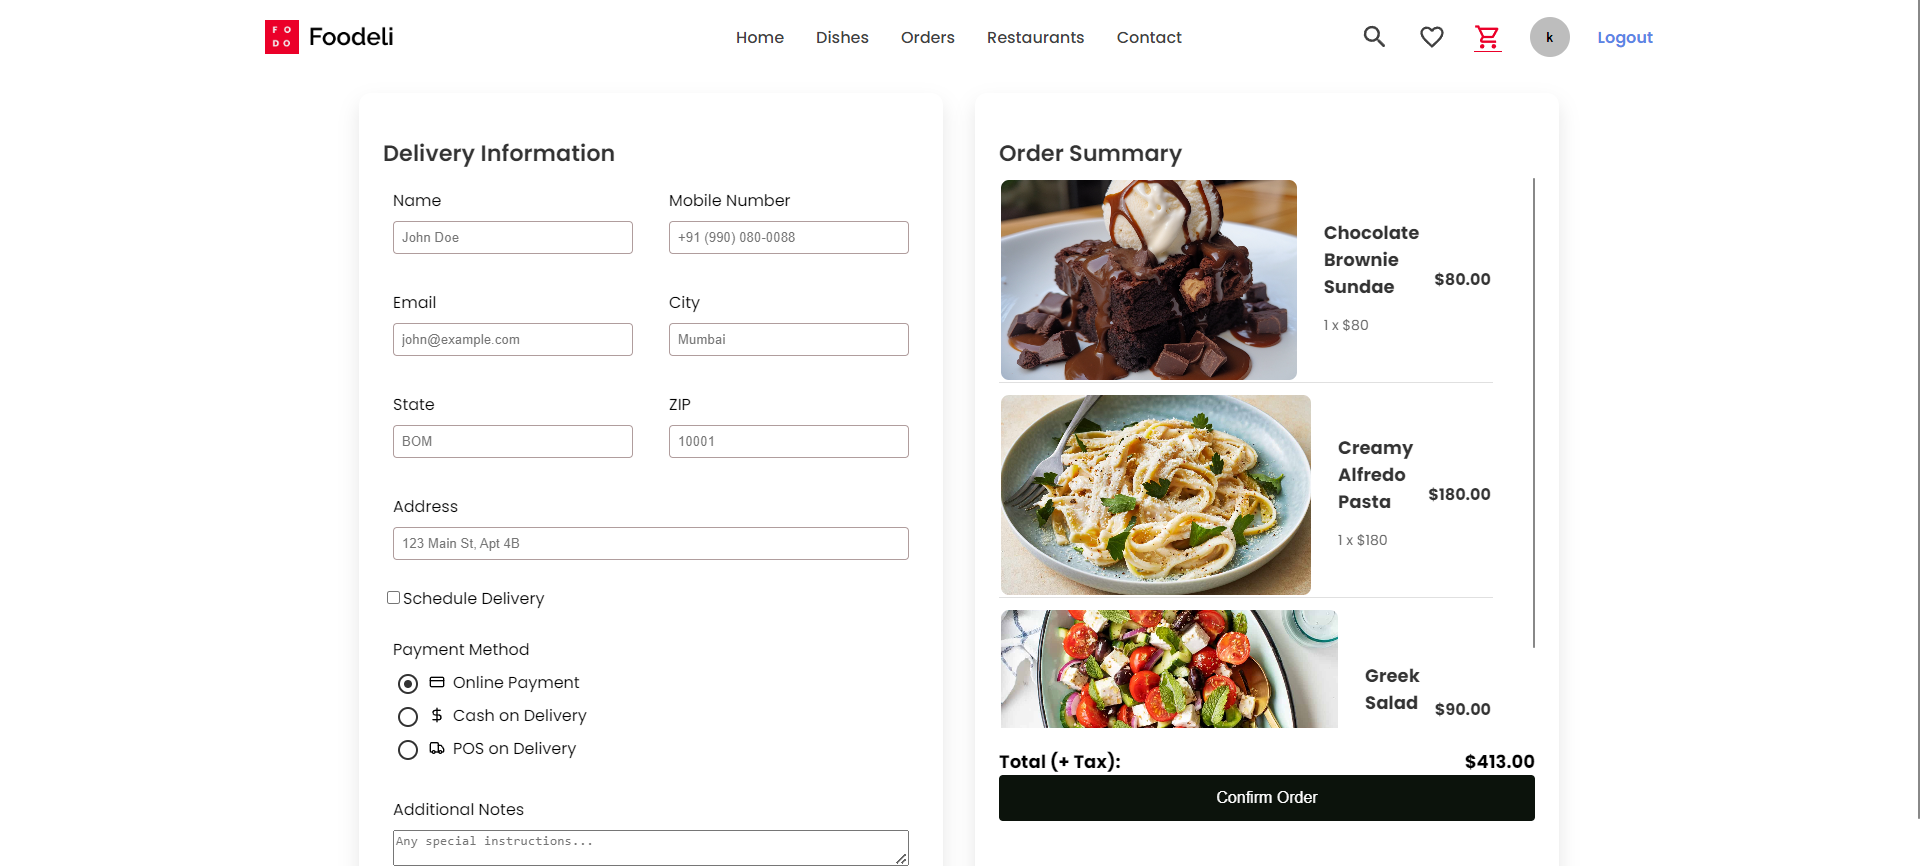 FO
DO
Foodeli
Home Dishes Orders Restaurants Contact
k
Logout
Delivery Information
Name Mobile Number
John Doe +91 (990) 080-0088
Email City
john@example.com Mumbai
State ZIP
BOM 10001
Address
123 Main St, Apt 4B
Schedule Delivery
Payment Method
Online Payment
Cash on Delivery
POS on Delivery
Additional Notes
Any special instructions...
Order Summary
Chocolate
Brownie
Sundae
$80.00
1 x $80
Creamy
Alfredo
Pasta
$180.00
1 x $180
Greek
Salad
$90.00
Total (+ Tax): $413.00
Confirm Order